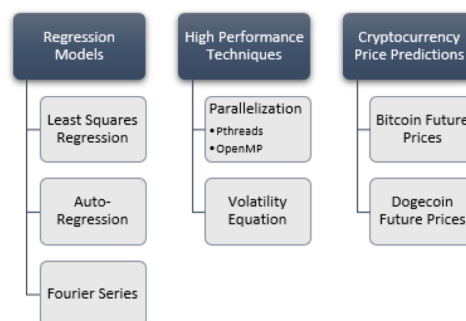 Regression
Models
Least Squares
Regression
Auto-
Regression
Fourier Series
High Performance
Techniques
Parallelization
• Pthreads
• OpenMP
Volatility
Equation
Cryptocurrency
Price Predictions
Bitcoin Future
Prices
Dogecoin
Future Prices